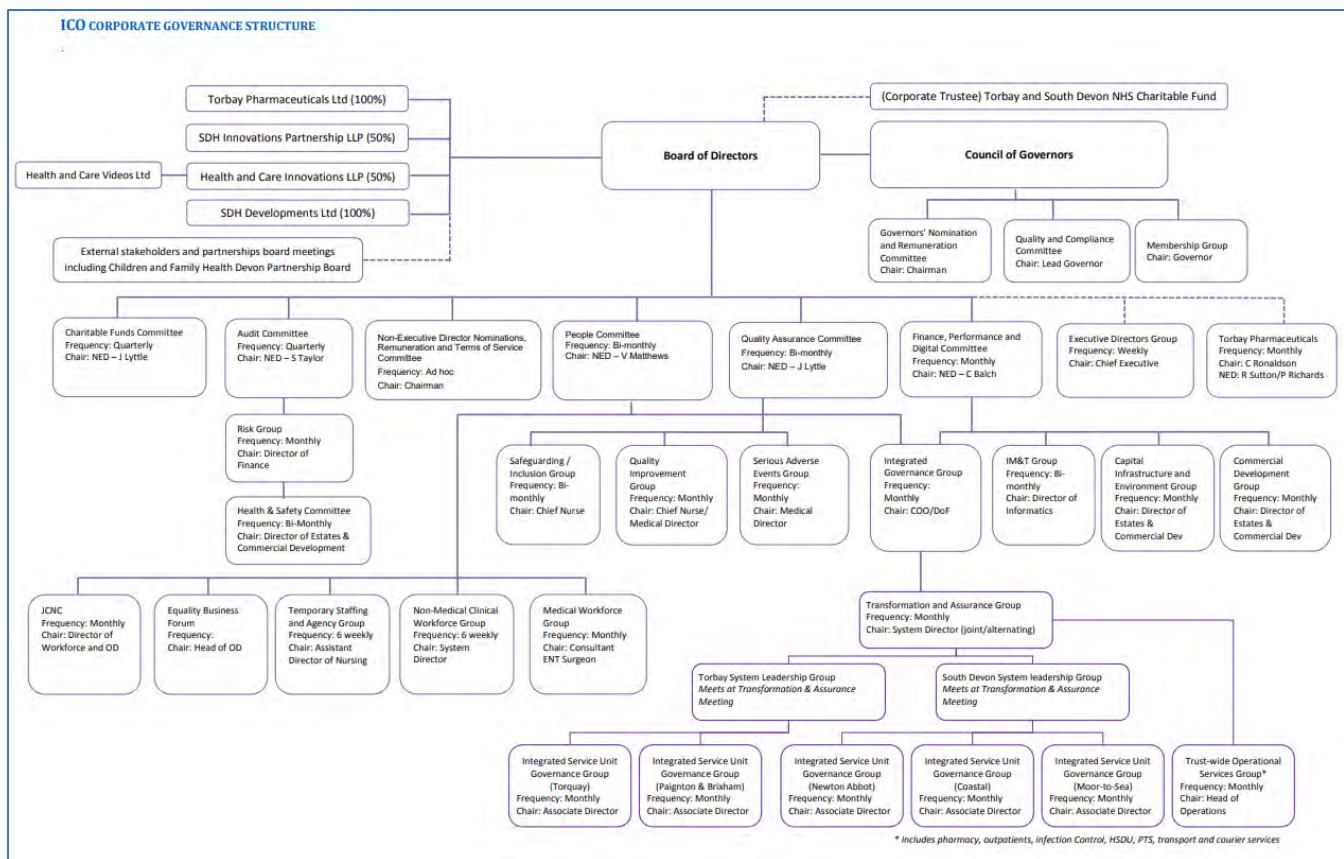 ICO CORPORATE GOVERNANCE STRUCTURE
.
Torbay Pharmaceuticals Ltd (100%)
(Corporate Trustee) Torbay and South Devon NHS Charitable Fund
SDH Innovations Partnership LLP (50%)
Board of Directors
Council of Governors
Health and Care Videos Ltd
Health and Care Innovations LLP (50%)
SDH Developments Ltd (100%)
External stakeholders and partnerships board meetings
including Children and Family Health Devon Partnership Board
Governors' Nomination
and Remuneration
Committee
Chair: Chairman
Quality and Compliance
Committee
Chair: Lead Governor
Membership Group
Chair: Governor
Charitable Funds Committee
Frequency: Quarterly
Chair: NED – J Lyttle
Audit Committee
Frequency: Quarterly
Chair: NED – S Taylor
Non-Executive Director Nominations,
Remuneration and Terms of Service
Committee
Frequency: Ad hoc
Chair: Chairman
People Committee
Frequency: Bi-monthly
Chair: NED – V Matthews
Quality Assurance Committee
Frequency: Bi-monthly
Chair: NED – J Lyttle
Finance, Performance and
Digital Committee
Frequency: Monthly
Chair: NED – C Balch
Executive Directors Group
Frequency: Weekly
Chair: Chief Executive
Torbay Pharmaceuticals
Frequency: Monthly
Chair: C Ronaldson
NED: R Sutton/P Richards
Risk Group
Frequency: Monthly
Chair: Director of
Finance
Health & Safety Committee
Frequency: Bi-Monthly
Chair: Director of Estates &
Commercial Development
Safeguarding /
Inclusion Group
Frequency: Bi-
monthly
Chair: Chief Nurse
Quality
Improvement
Group
Frequency: Monthly
Chair: Chief Nurse/
Medical Director
Serious Adverse
Events Group
Frequency:
Monthly
Chair: Medical
Director
Integrated
Governance Group
Frequency:
Monthly
Chair: COO/DoF
IM&T Group
Frequency: Bi-
monthly
Chair: Director of
Informatics
Capital
Infrastructure and
Environment Group
Frequency: Monthly
Chair: Director of
Estates &
Commercial Dev
Commercial
Development
Group
Frequency: Monthly
Chair: Director of
Estates &
Commercial Dev
JCNC
Frequency: Monthly
Chair: Director of
Workforce and OD
Equality Business
Forum
Frequency:
Chair: Head of OD
Temporary Staffing
and Agency Group
Frequency: 6 weekly
Chair: Assistant
Director of Nursing
Non-Medical Clinical
Workforce Group
Frequency: 6 weekly
Chair: System
Director
Medical Workforce
Group
Frequency: Monthly
Chair: Consultant
ENT Surgeon
Transformation and Assurance Group
Frequency: Monthly
Chair: System Director (joint/alternating)
Torbay System Leadership Group
Meets at Transformation & Assurance
Meeting
South Devon System leadership Group
Meets at Transformation & Assurance
Meeting
Integrated Service Unit
Governance Group
(Torquay)
Frequency: Monthly
Chair: Associate Director
Integrated Service Unit
Governance Group
(Paignton & Brixham)
Frequency: Monthly
Chair: Associate Director
Integrated Service Unit
Governance Group
(Newton Abbot)
Frequency: Monthly
Chair: Associate Director
Integrated Service Unit
Governance Group
(Coastal)
Frequency: Monthly
Chair: Associate Director
Integrated Service Unit
Governance Group
(Moor-to-Sea)
Frequency: Monthly
Chair: Associate Director
Trust-wide Operational
Services Group*
Frequency: Monthly
Chair: Head of
Operations
* Includes pharmacy, outpatients, infection Control, HSDU, PTS, transport and courier services